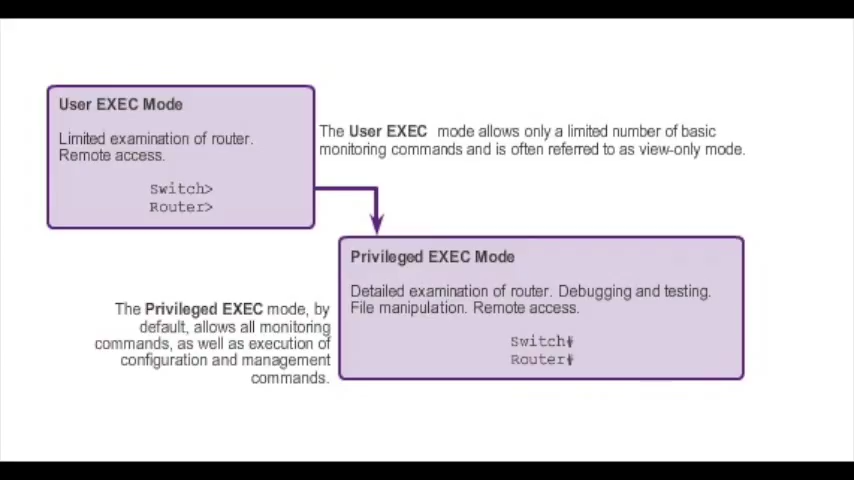 User EXEC Mode
Limited examination of router.
Remote access.
Switch>
Router>
The User EXEC mode allows only a limited number of basic
monitoring commands and is often referred to as view-only mode.
Privileged EXEC Mode
Detailed examination of router. Debugging and testing.
File manipulation. Remote access.
Switch#
Router#
The Privileged EXEC mode, by
default, allows all monitoring
commands, as well as execution of
configuration and management
commands.